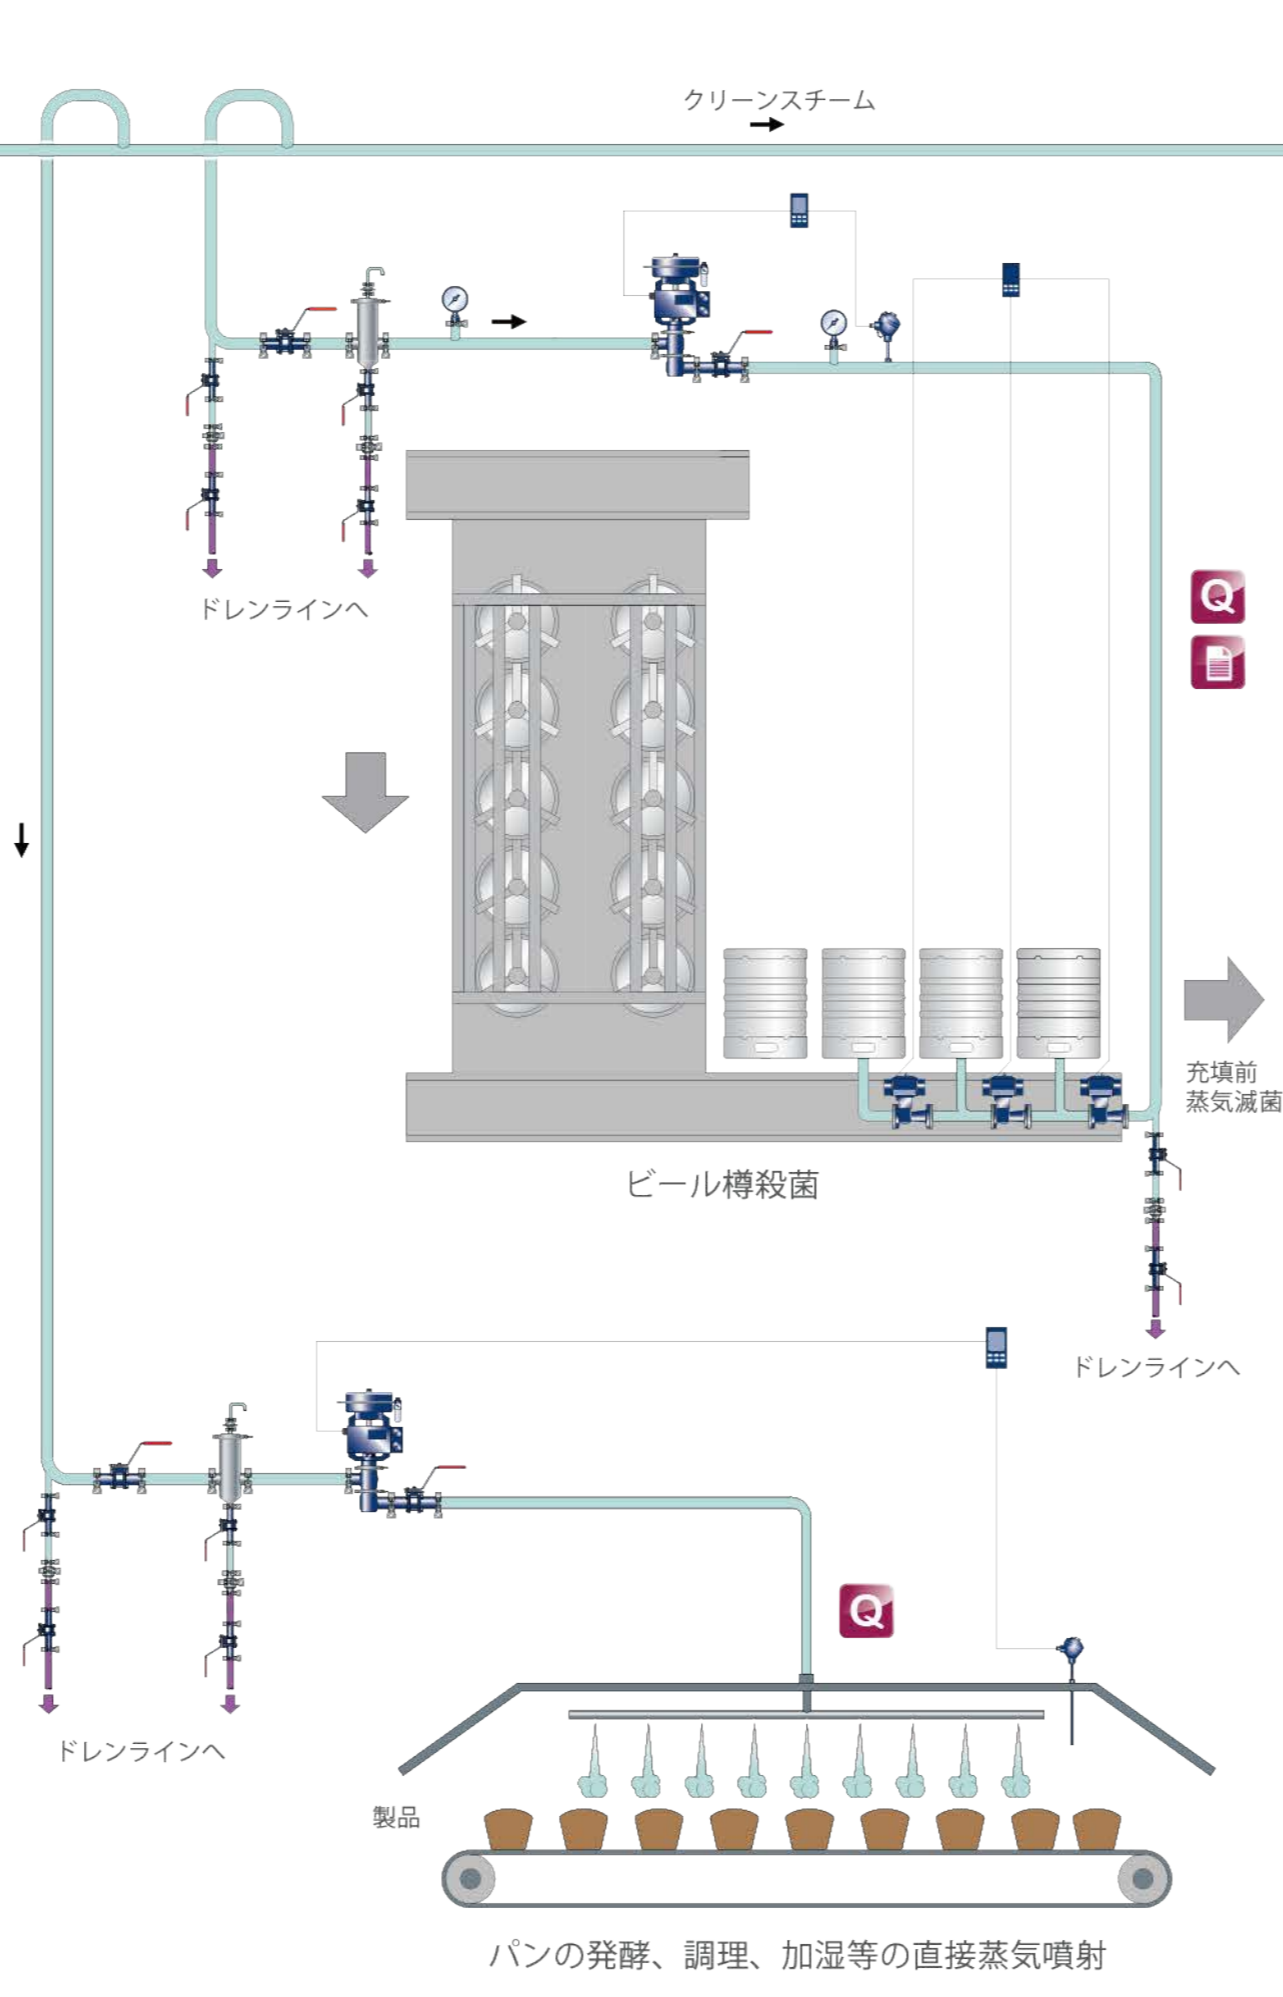 クリーンスチーム
ドレンラインへ
Q
充填前
蒸気滅菌
ビール樽殺菌
ドレンラインへ
Q
ドレンラインへ
製品
パンの発酵、調理、加湿等の直接蒸気噴射